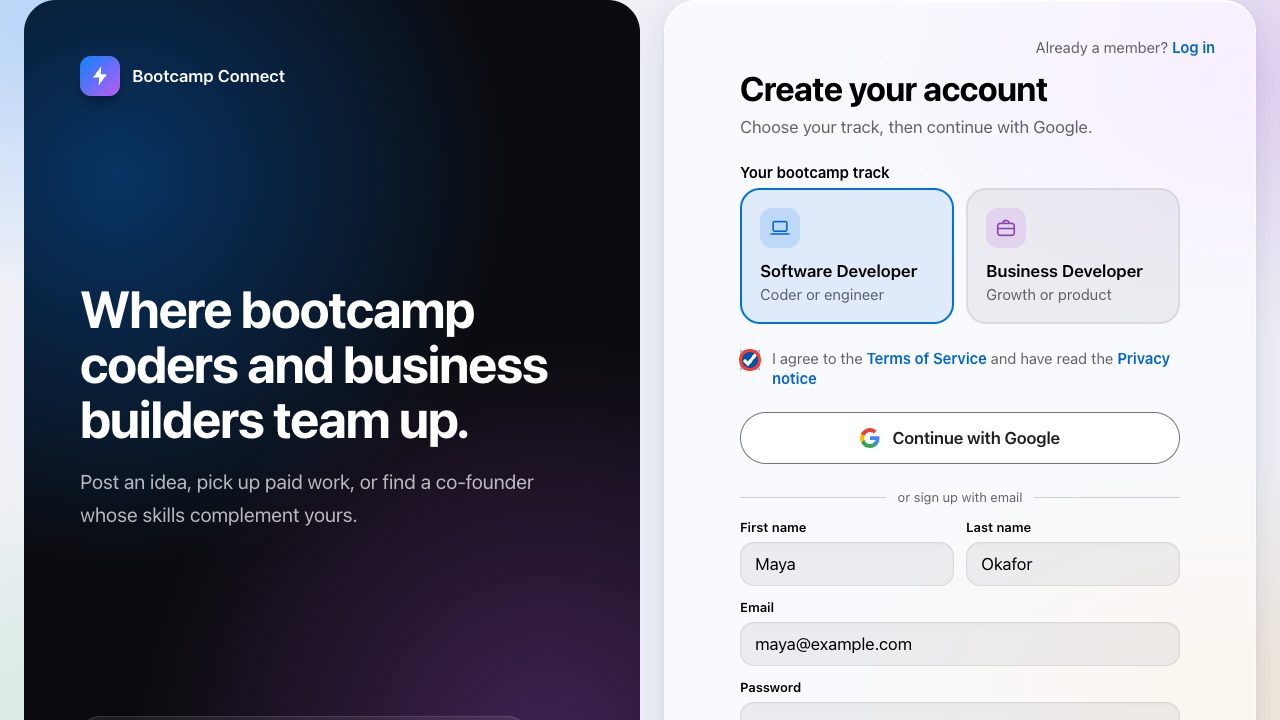 Bootcamp Connect
Where bootcamp
coders and business
builders team up.
Post an idea, pick up paid work, or find a co-founder
whose skills complement yours.
Already a member? Log in
Create your account
Choose your track, then continue with Google.
Your bootcamp track
Software Developer
Coder or engineer
Business Developer
Growth or product
I agree to the Terms of Service and have read the Privacy
notice
Continue with Google
or sign up with email
First name
Last name
Maya
Okafor
Email
maya@example.com
Password